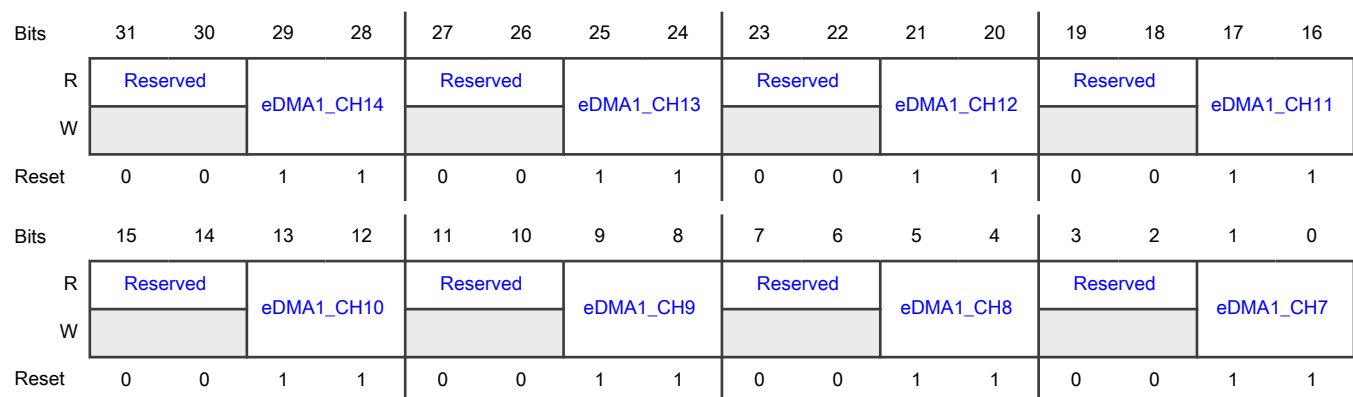 Bits 31 30 29 28 27 26 25 24 23 22 21 20 19 18 17 16
R Reserved eDMA1_CH14 Reserved eDMA1_CH13 Reserved eDMA1_CH12 Reserved eDMA1_CH11
W
Reset 0 0 1 1 0 0 1 1 0 0 1 1 0 0 1 1
Bits 15 14 13 12 11 10 9 8 7 6 5 4 3 2 1 0
R Reserved eDMA1_CH10 Reserved eDMA1_CH9 Reserved eDMA1_CH8 Reserved eDMA1_CH7
W
Reset 0 0 1 1 0 0 1 1 0 0 1 1 0 0 1 1